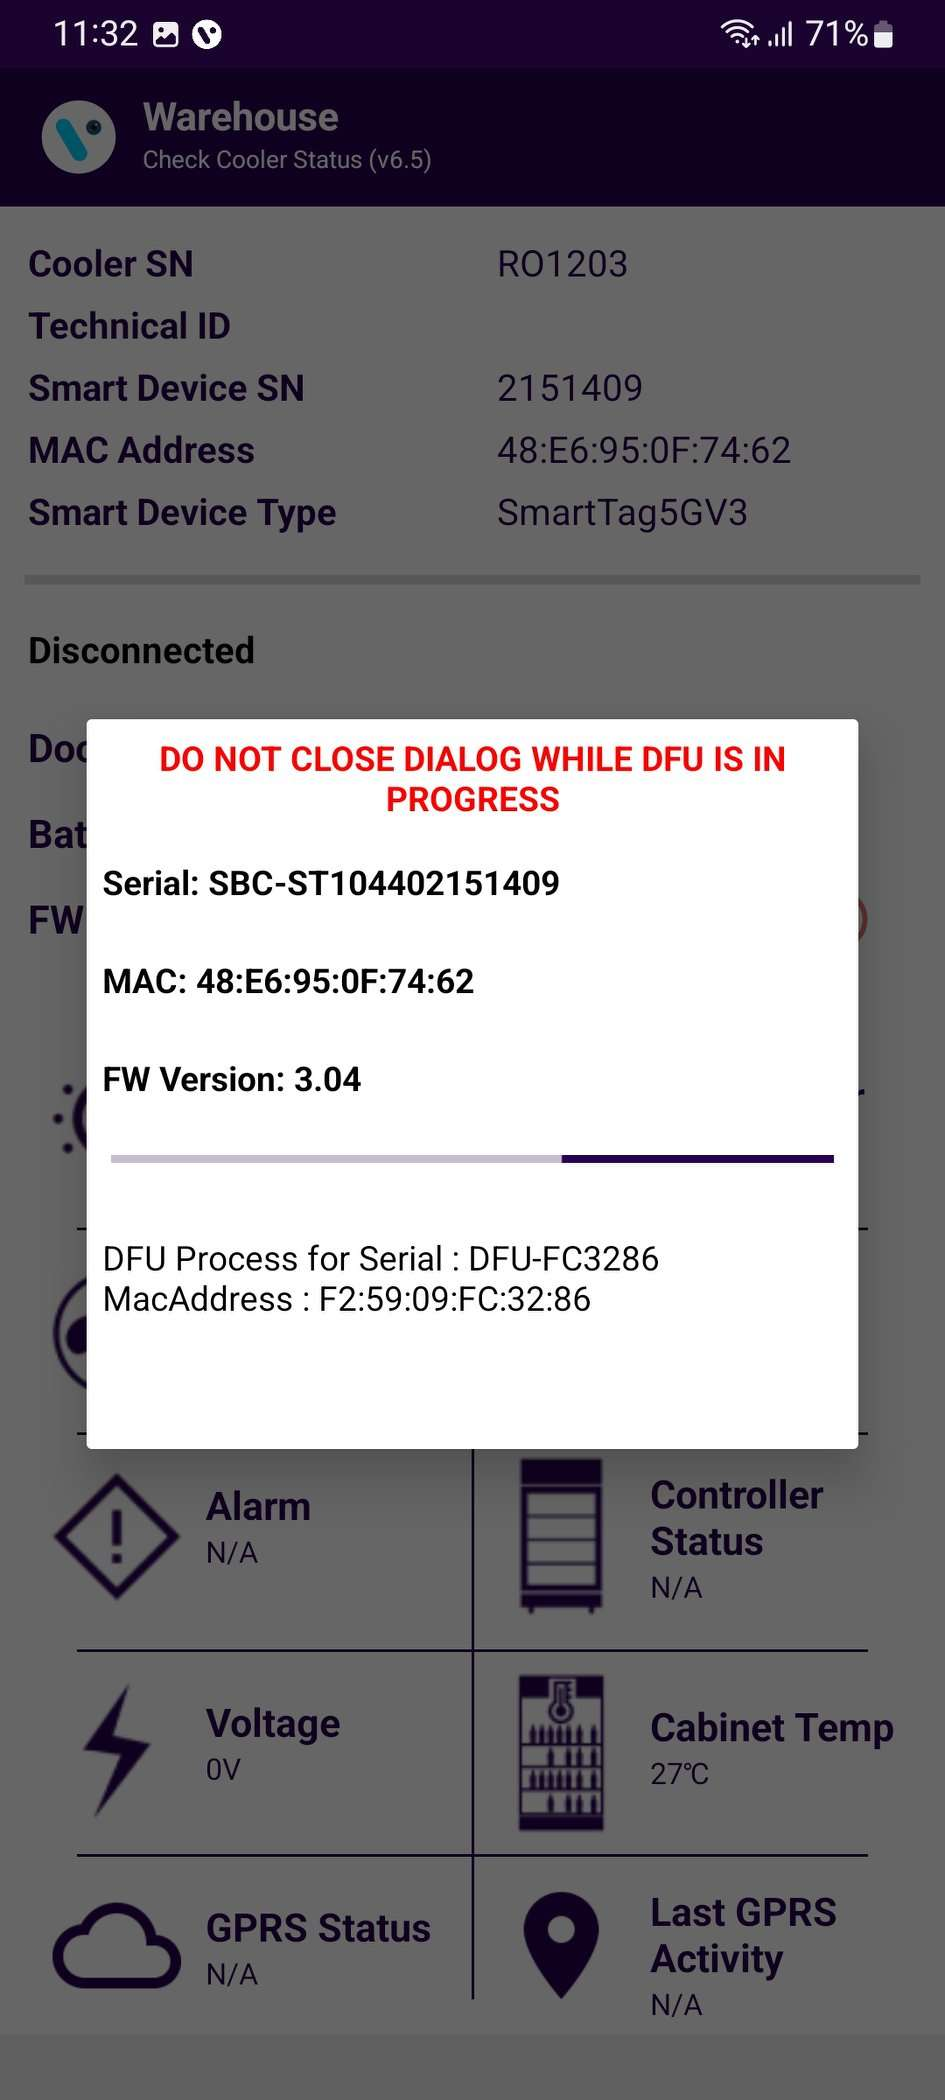 11:32
71%
Warehouse
Check Cooler Status (v6.5)
Cooler SN RO1203
Technical ID
Smart Device SN 2151409
MAC Address 48:E6:95:0F:74:62
Smart Device Type SmartTag5GV3
Disconnected
DO NOT CLOSE DIALOG WHILE DFU IS IN
PROGRESS
Serial: SBC-ST104402151409
MAC: 48:E6:95:0F:74:62
FW
FW Version: 3.04
DFU Process for Serial : DFU-FC3286
MacAddress : F2:59:09:FC:32:86
Alarm
N/A
Controller
Status
N/A
Voltage
0V
Cabinet Temp
27℃
GPRS Status
N/A
Last GPRS
Activity
N/A